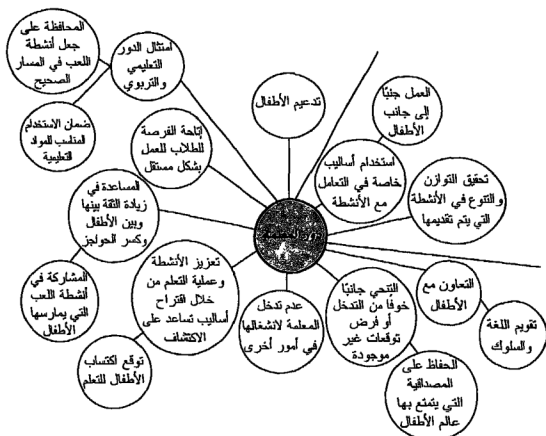 المحافظة على
جعل أنشطة
اللعب في المسار
الصحيح
امتثال الدور
التعليمي
والتربوي
ضمان الاستخدام
المناسب للمواد
التعليمية
إتاحة الفرصة
للطلاب للعمل
بشكل مستقل
تدعيم الأطفال
العمل جنبًا
إلى جانب
الأطفال
استخدام أساليب
خاصة في التعامل
مع الأنشطة
تحقيق التوازن
والتنوع في الأنشطة
التي يتم تقديمها
المساعدة في
زيادة الثقة بينها
وبين الأطفال
وكسر الحواجز
المشاركة في
أنشطة اللعب
التي يمارسها
الأطفال
تعزيز الأنشطة
وعملية التعلم من
خلال اقتراح
أساليب تساعد على
الاكتشاف
توقع اكتساب
الأطفال للتعلم
عدم تدخل
المعلمة لانشغالها
في أمور أخرى
التنحي جانبًا
خوفًا من التدخل
أو فرض
توقعات غير
موجودة
الحفاظ على
المصداقية
التي يتمتع بها
عالم الأطفال
التعاون مع
الأطفال
تقويم اللغة
والسلوك